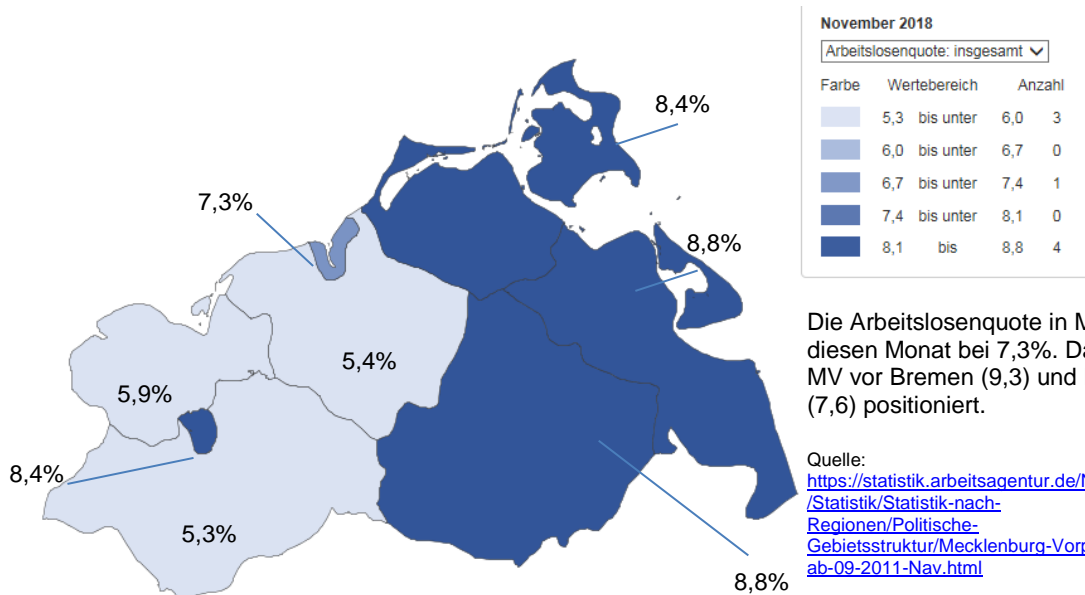 November 2018
Arbeitslosenquote: insgesamt
Farbe Wertebereich Anzahl
5,3 bis unter 6,0 3
6,0 bis unter 6,7 0
6,7 bis unter 7,4 1
7,4 bis unter 8,1 0
8,1 bis 8,8 4
8,4%
7,3%
8,8%
5,4%
5,9%
8,4%
5,3%
8,8%
Die Arbeitslosenquote in
diesen Monat bei 7,3%.
MV vor Bremen (9,3) und
(7,6) positioniert.
Quelle:
https://statistik.arbeitsagentur.de/
/Statistik/Statistik-nach-
Regionen/Politische-
Gebietsstruktur/Mecklenburg-Vorp
ab-09-2011-Nav.html